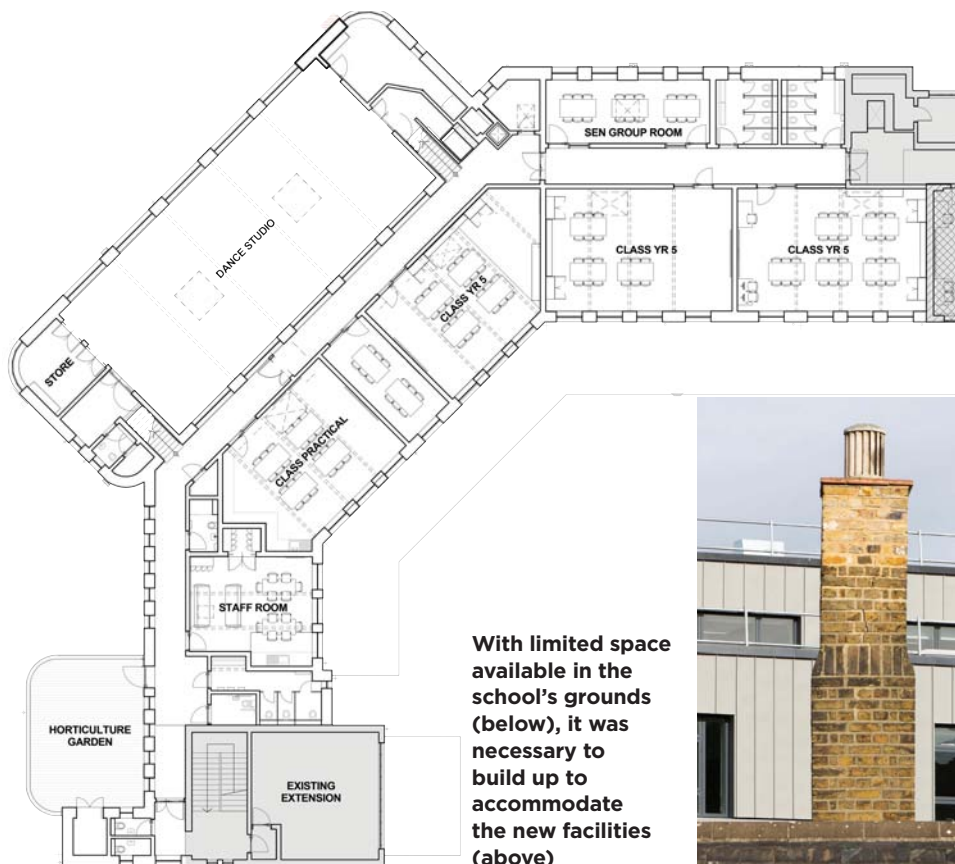 SEN GROUP ROOM
DANCE STUDIO
CLASS YR 5
CLASS YR 5
CLASS YR 5
STORE
CLASS PRACTICAL
STAFF ROOM
HORTICULTURE
GARDEN
EXISTING
EXTENSION
With limited space
available in the
school’s grounds
(below), it was
necessary to
build up to
accommodate
the new facilities
(above)